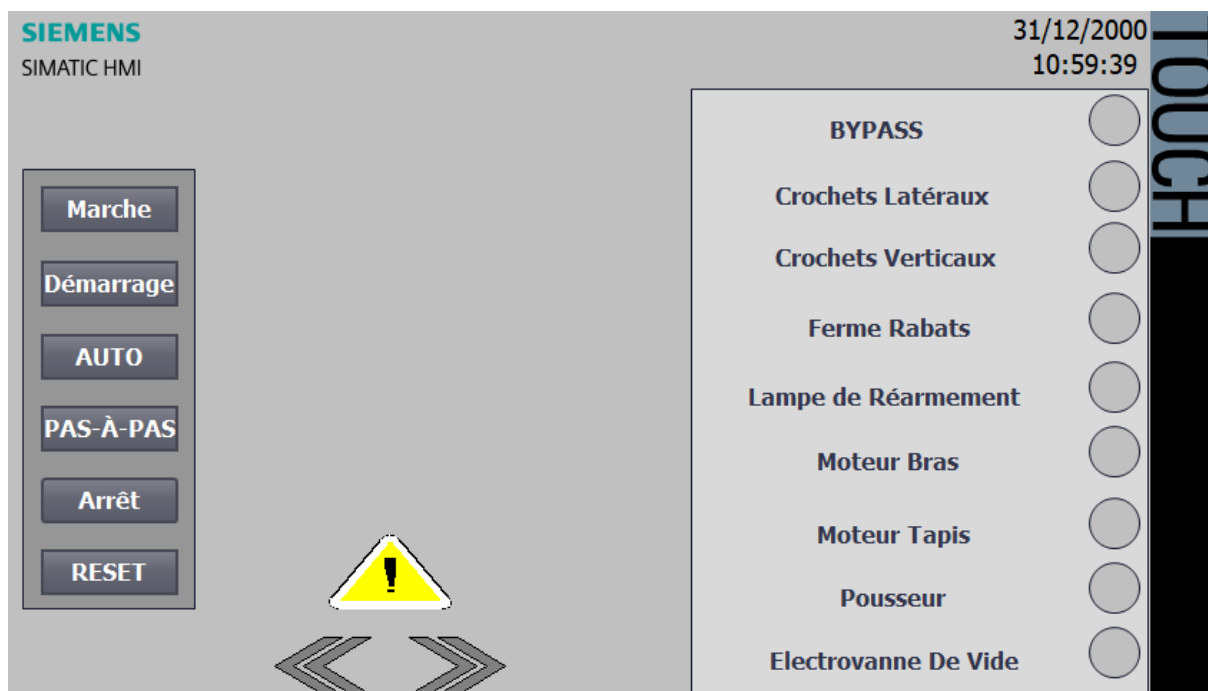 SIEMENS
SIMATIC HMI
31/12/2000
10:59:39
TOUCH
Marche
Démarrage
AUTO
PAS-À-PAS
Arrêt
RESET
!
BYPASS
Crochets Latéraux
Crochets Verticaux
Ferme Rabats
Lampe de Réarmement
Moteur Bras
Moteur Tapis
Pousseur
Electrovanne De Vide